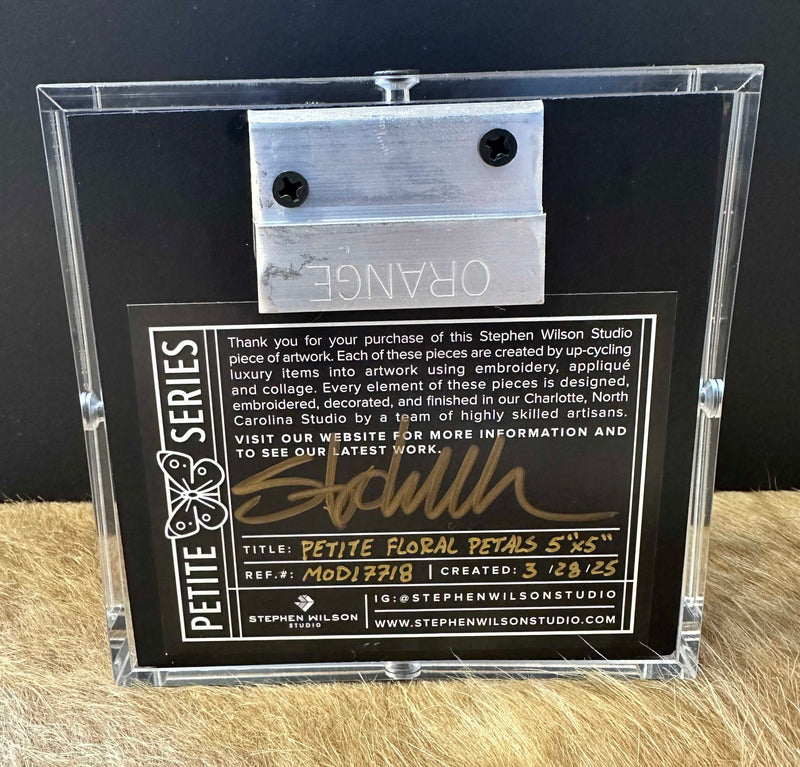 ORANGE
PETITE SERIES
Thank you for your purchase of this Stephen Wilson Studio
piece of artwork. Each of these pieces are created by up-cycling
luxury items into artwork using embroidery, appliqué
and collage. Every element of these pieces is designed,
embroidered, decorated, and finished in our Charlotte, North
Carolina Studio by a team of highly skilled artisans.
VISIT OUR WEBSITE FOR MORE INFORMATION AND
TO SEE OUR LATEST WORK.
TITLE: PETITE FLORAL PETALS 5"x5"
REF.#: MOD17718 | CREATED: 3/28/25
STEPHEN WILSON
STUDIO
IG:@STEPHENWILSONSTUDIO
WWW.STEPHENWILSONSTUDIO.COM